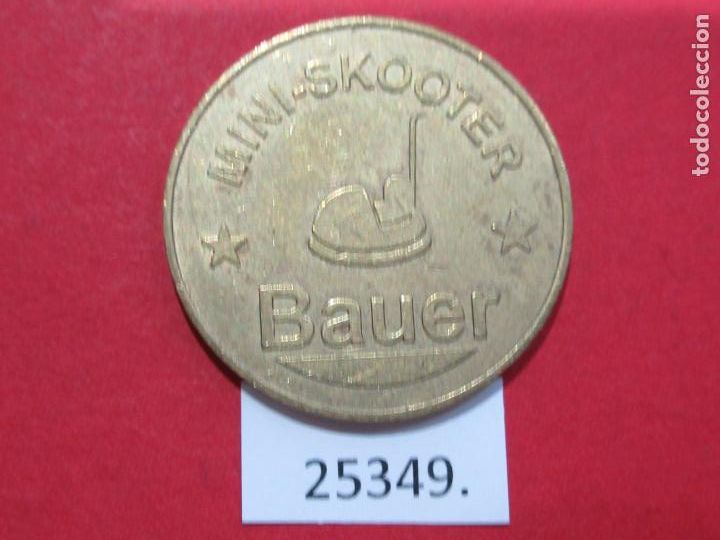 MINI-SKOOTER
Bauer
25349.
todocoleccion